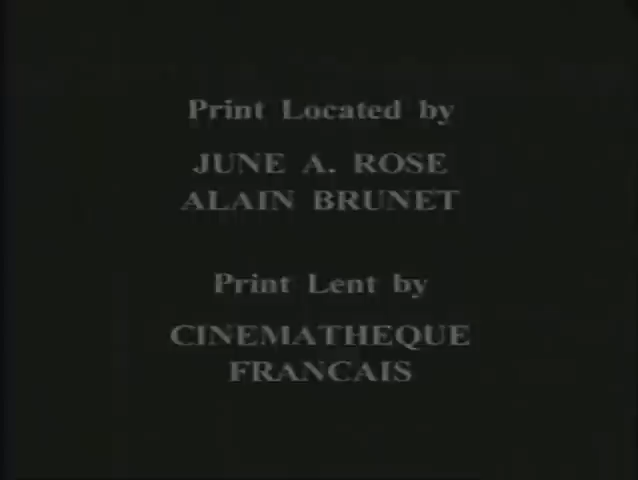 Print Located by
JUNE A. ROSE
ALAIN BRUNET
Print Lent by
CINEMATHEQUE
FRANCAIS